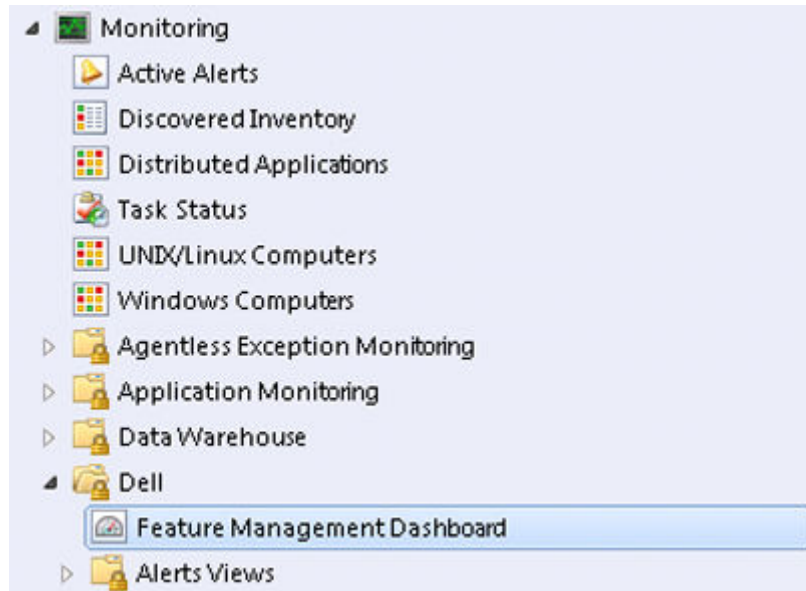 Monitoring
Active Alerts
Discovered Inventory
Distributed Applications
Task Status
UNIX/Linux Computers
Windows Computers
Agentless Exception Monitoring
Application Monitoring
Data Warehouse
Dell
Feature Management Dashboard
Alerts Views